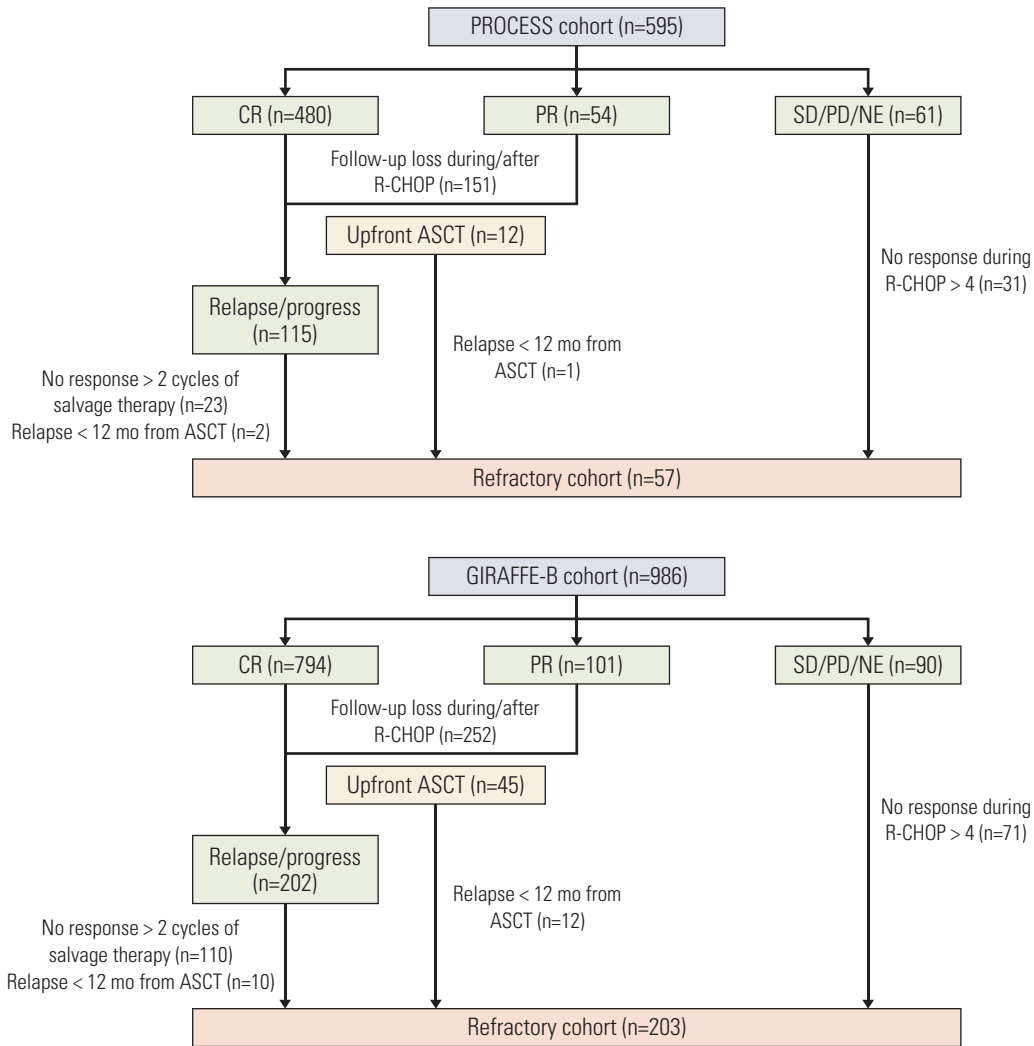 PROCESS cohort (n=595)
CR (n=480)
PR (n=54)
SD/PD/NE (n=61)
Follow-up loss during/after
R-CHOP (n=151)
Upfront ASCT (n=12)
No response during
R-CHOP > 4 (n=31)
Relapse/progress
(n=115)
Relapse < 12 mo from
ASCT (n=1)
No response > 2 cycles of
salvage therapy (n=23)
Relapse < 12 mo from ASCT (n=2)
Refractory cohort (n=57)
GIRAFFE-B cohort (n=986)
CR (n=794)
PR (n=101)
SD/PD/NE (n=90)
Follow-up loss during/after
R-CHOP (n=252)
Upfront ASCT (n=45)
No response during
R-CHOP > 4 (n=71)
Relapse/progress
(n=202)
Relapse < 12 mo from
ASCT (n=12)
No response > 2 cycles of
salvage therapy (n=110)
Relapse < 12 mo from ASCT (n=10)
Refractory cohort (n=203)